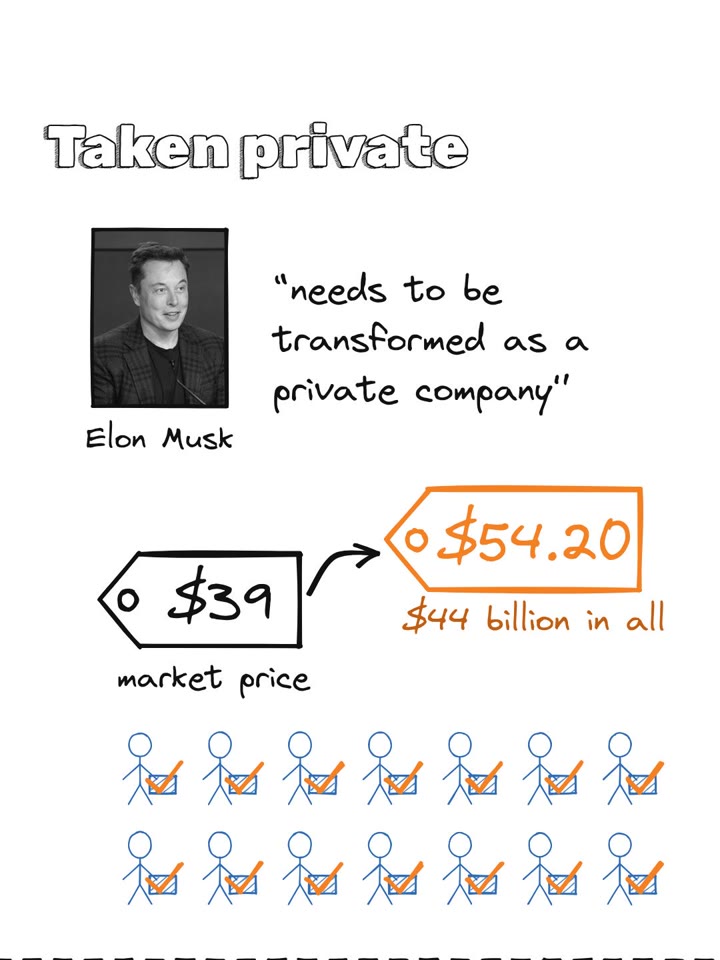 Taken private
“needs to be
transformed as a
private company”
Elon Musk
$54.20
$44 billion in all
$39
market price